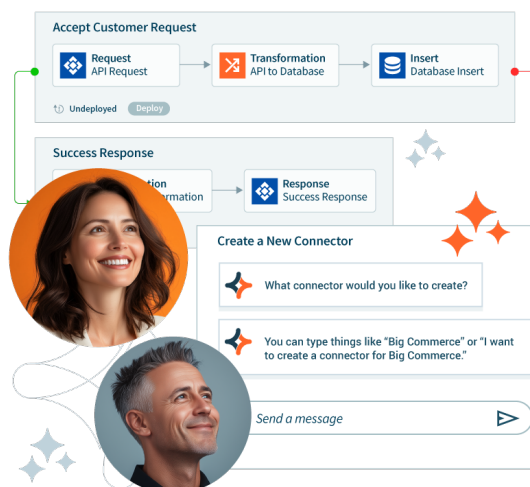 Accept Customer Request
Request
API Request
Transformation
API to Database
Insert
Database Insert
Undeployed
Deploy
Success Response
Response
Success Response
Create a New Connector
What connector would you like to create?
You can type things like “Big Commerce” or “I want
to create a connector for Big Commerce.”
Send a message